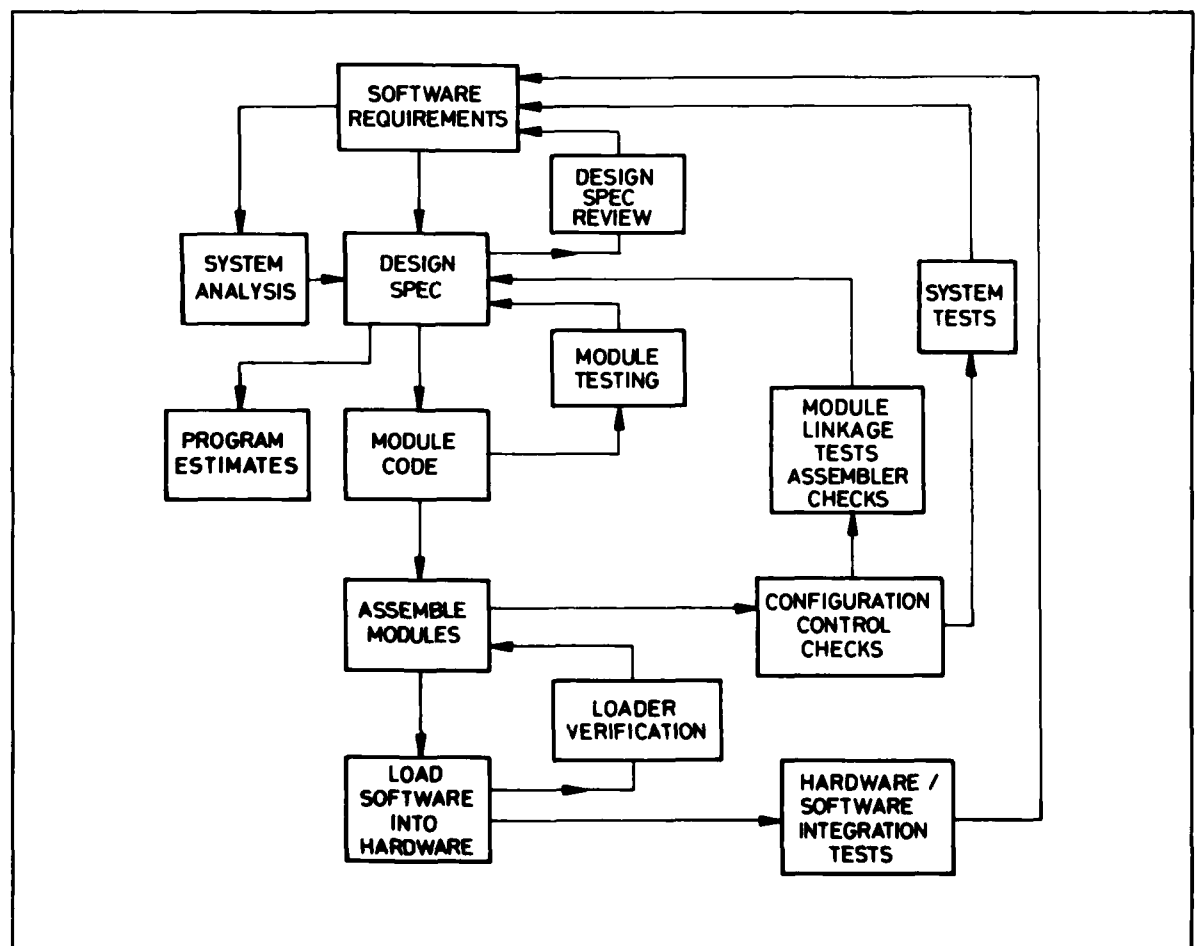 SOFTWARE
REQUIREMENTS
DESIGN
SPEC
REVIEW
SYSTEM
ANALYSIS
DESIGN
SPEC
SYSTEM
TESTS
MODULE
TESTING
PROGRAM
ESTIMATES
MODULE
CODE
MODULE
LINKAGE
TESTS
ASSEMBLER
CHECKS
ASSEMBLE
MODULES
CONFIGURATION
CONTROL
CHECKS
LOADER
VERIFICATION
LOAD
SOFTWARE
INTO
HARDWARE
HARDWARE /
SOFTWARE
INTEGRATION
TESTS